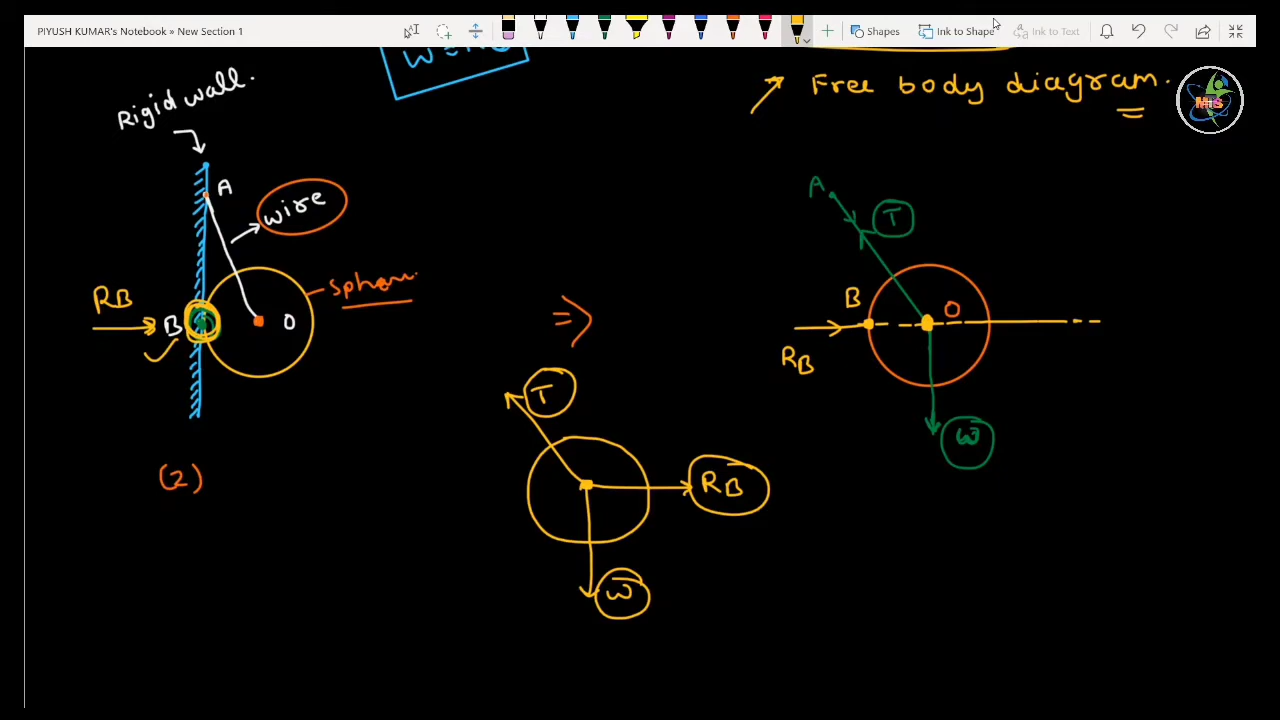 PIYUSH KUMAR's Notebook » New Section 1
Shapes
Ink to Shape
Ink to Text
Free body diagram.
MIS
Rigid wall.
A
wire
RB
B
O
(2)
=>
T
RB
W
A
T
B
O
RB
W